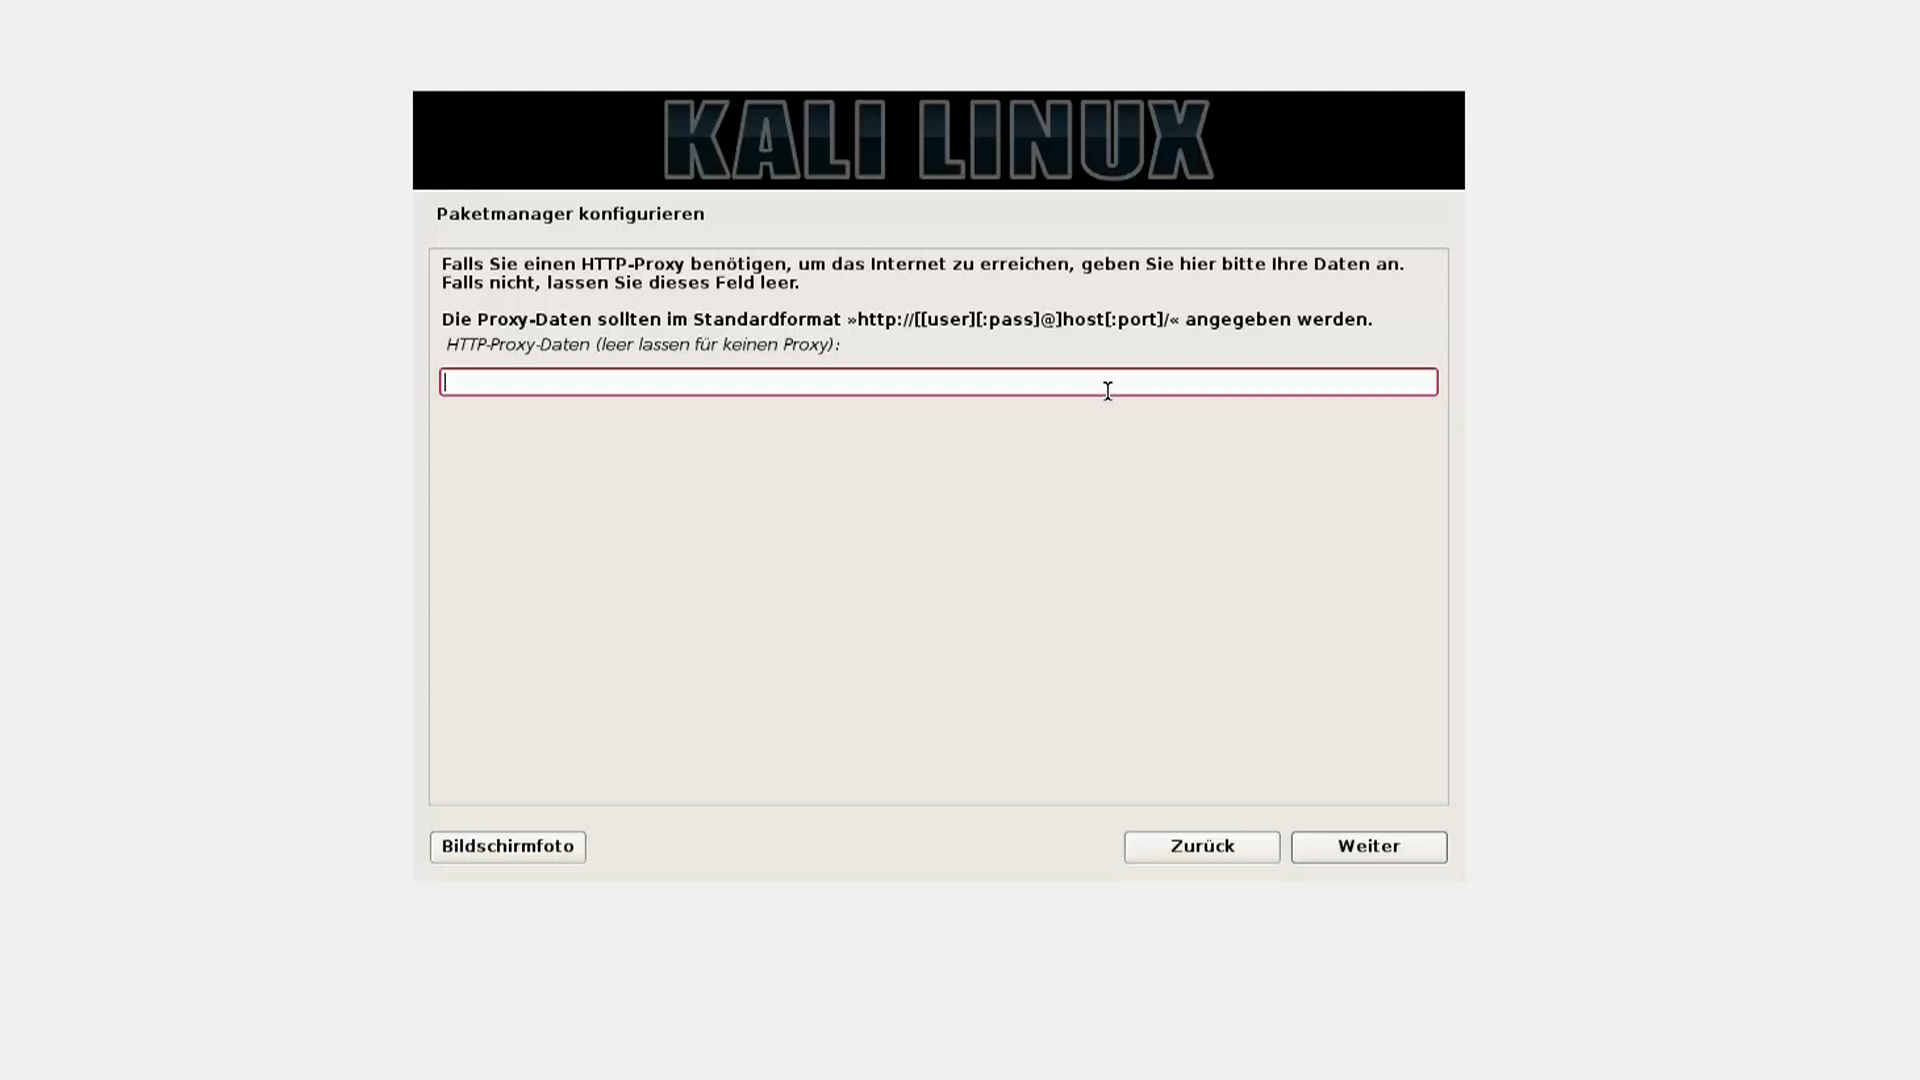 KALI LINUX
Paketmanager konfigurieren
Falls Sie einen HTTP-Proxy benötigen, um das Internet zu erreichen, geben Sie hier bitte Ihre Daten an.
Falls nicht, lassen Sie dieses Feld leer.
Die Proxy-Daten sollten im Standardformat »http://[[user][:pass]@]host[:port]/« angegeben werden.
HTTP-Proxy-Daten (leer lassen für keinen Proxy):
Bildschirmfoto
Zurück
Weiter